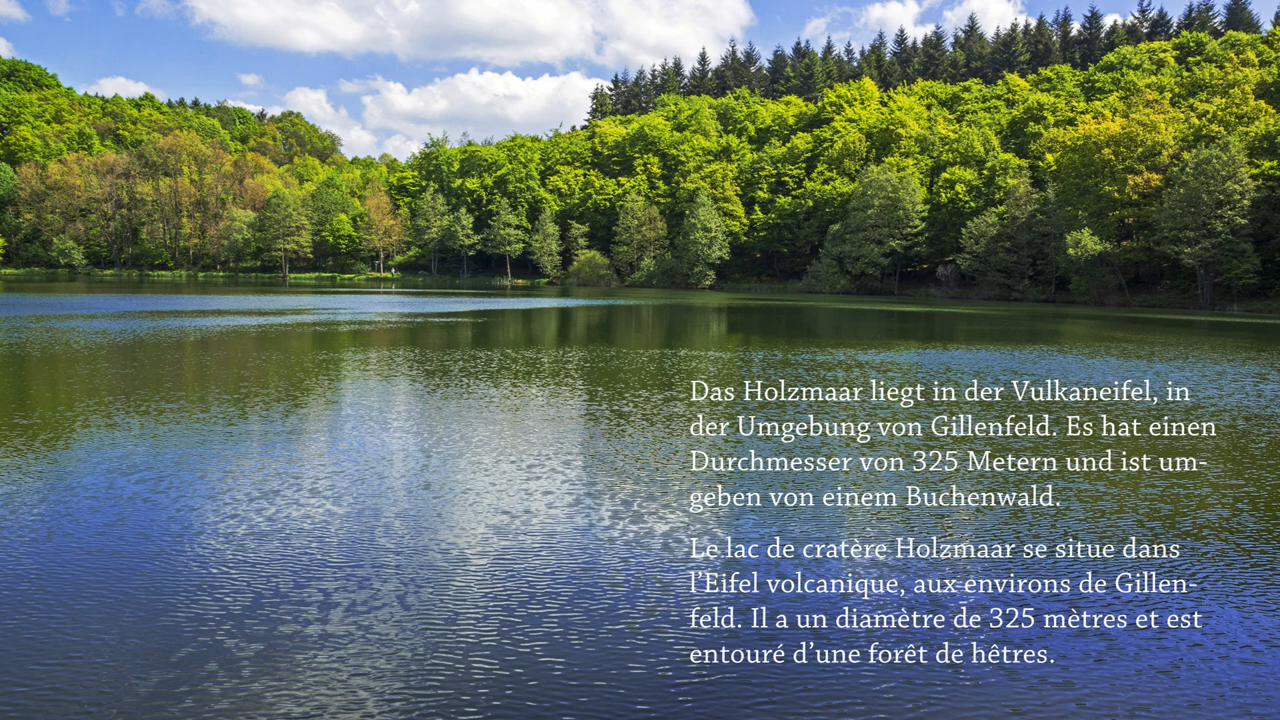 Das Holzmaar liegt in der Vulkaneifel, in
der Umgebung von Gillenfeld. Es hat einen
Durchmesser von 325 Metern und ist um-
geben von einem Buchenwald.
Le lac de cratère Holzmaar se situe dans
l’Eifel volcanique, aux environs de Gillen-
feld. Il a un diamètre de 325 mètres et est
entouré d’une forêt de hêtres.